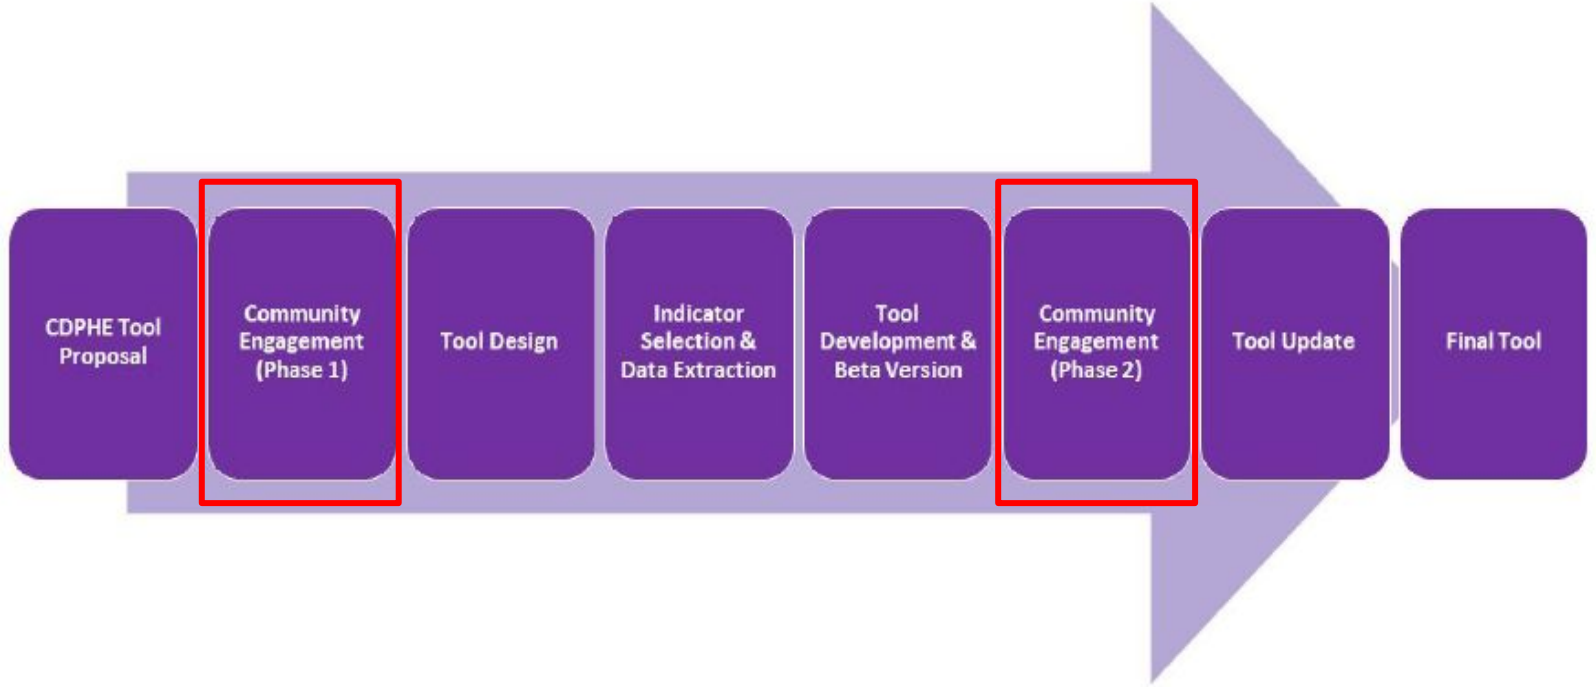 CDPHE Tool
Proposal
Community
Engagement
(Phase 1)
Tool Design
Indicator
Selection &
Data Extraction
Tool
Development &
Beta Version
Community
Engagement
(Phase 2)
Tool Update
Final Tool